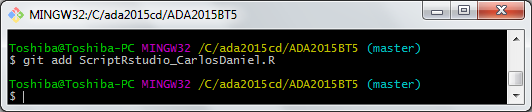 MINGW32:/C/ada2015cd/ADA2015BT5
Toshiba@Toshiba-PC MINGW32 /C/ada2015cd/ADA2015BT5 (master)
$ git add ScriptRstudio_CarlosDaniel.R
Toshiba@Toshiba-PC MINGW32 /C/ada2015cd/ADA2015BT5 (master)
$